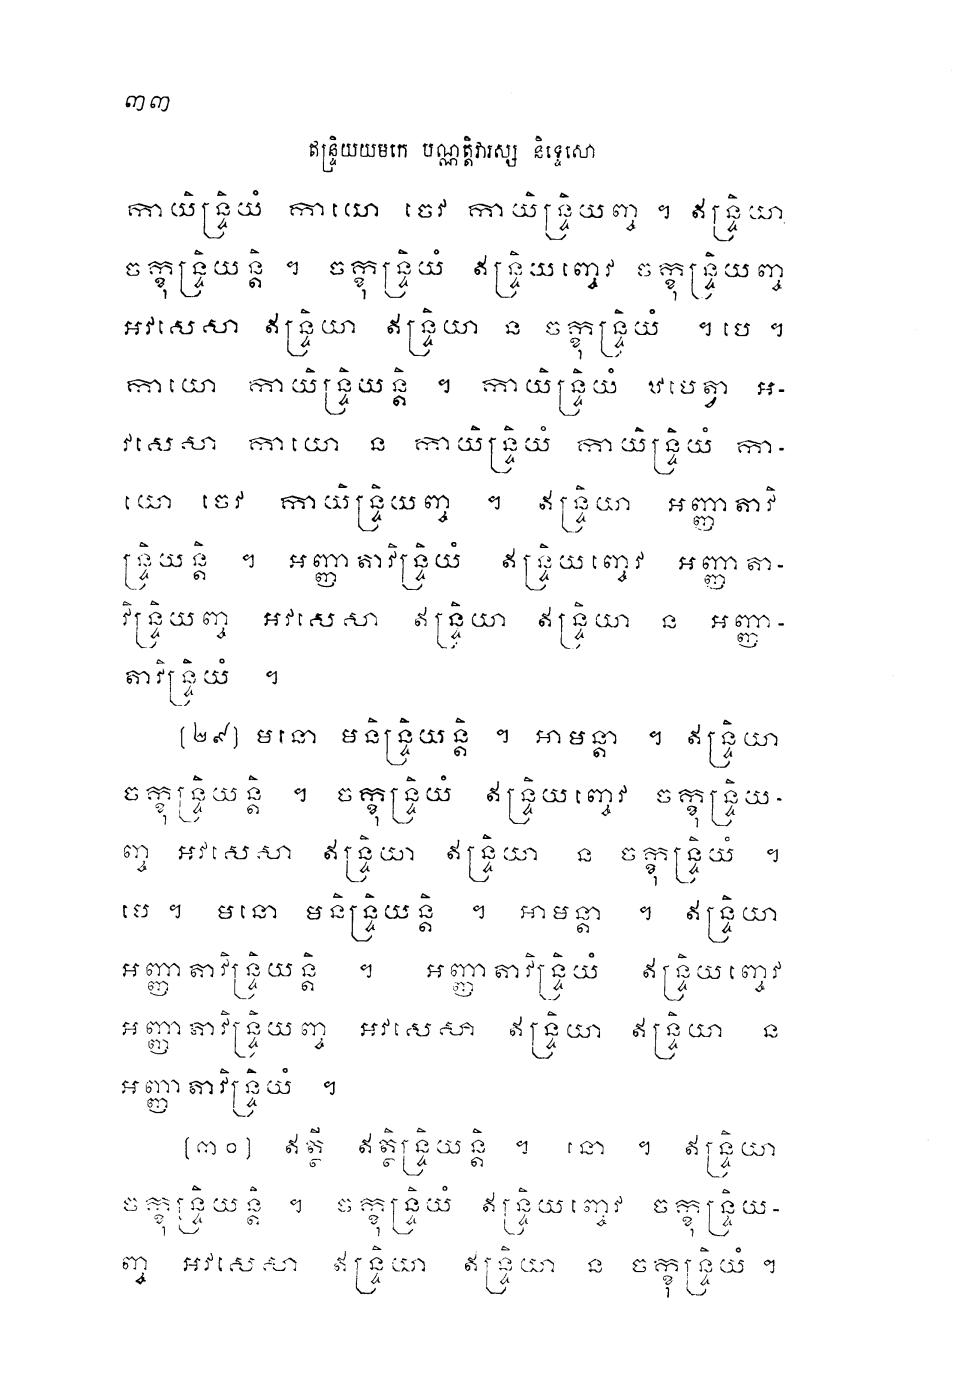 ៣៣
ឥន្ទ្រិយយមកេ បណ្ណត្តិវារស្ស និទ្ទេសោ
កាយិន្ទ្រិយំ កាយោ ចេវ កាយិន្ទ្រិយញ្ច ។ ឥន្ទ្រិយា
ចក្ខុន្ទ្រិយន្តិ ។ ចក្ខុន្ទ្រិយំ ឥន្ទ្រិយញ្ចេវ ចក្ខុន្ទ្រិយញ្ច
អវសេសា ឥន្ទ្រិយា ឥន្ទ្រិយា ន ចក្ខុន្ទ្រិយំ ។ បេ ។
កាយោ កាយិន្ទ្រិយន្តិ ។ កាយិន្ទ្រិយំ ឋបេត្វា អ-
វសេសា កាយោ ន កាយិន្ទ្រិយំ កាយិន្ទ្រិយំ កា-
យោ ចេវ កាយិន្ទ្រិយញ្ច ។ ឥន្ទ្រិយា អញ្ញាតាវិ
ន្ទ្រិយន្តិ ។ អញ្ញាតាវិន្ទ្រិយំ ឥន្ទ្រិយញ្ចេវ អញ្ញាតា-
វិន្ទ្រិយញ្ច អវសេសា ឥន្ទ្រិយា ឥន្ទ្រិយា ន អញ្ញា-
តាវិន្ទ្រិយំ ។
(២៩) មនោ មនិន្ទ្រិយន្តិ ។ អាមន្តា ។ ឥន្ទ្រិយា
ចក្ខុន្ទ្រិយន្តិ ។ ចក្ខុន្ទ្រិយំ ឥន្ទ្រិយញ្ចេវ ចក្ខុន្ទ្រិយ-
ញ្ច អវសេសា ឥន្ទ្រិយា ឥន្ទ្រិយា ន ចក្ខុន្ទ្រិយំ ។
បេ ។ មនោ មនិន្ទ្រិយន្តិ ។ អាមន្តា ។ ឥន្ទ្រិយា
អញ្ញាតាវិន្ទ្រិយន្តិ ។ អញ្ញាតាវិន្ទ្រិយំ ឥន្ទ្រិយញ្ចេវ
អញ្ញាតាវិន្ទ្រិយញ្ច អវសេសា ឥន្ទ្រិយា ឥន្ទ្រិយា ន
អញ្ញាតាវិន្ទ្រិយំ ។
(៣០) ឥត្ថី ឥត្ថិន្ទ្រិយន្តិ ។ នោ ។ ឥន្ទ្រិយា
ចក្ខុន្ទ្រិយន្តិ ។ ចក្ខុន្ទ្រិយំ ឥន្ទ្រិយញ្ចេវ ចក្ខុន្ទ្រិយ-
ញ្ច អវសេសា ឥន្ទ្រិយា ឥន្ទ្រិយា ន ចក្ខុន្ទ្រិយំ ។